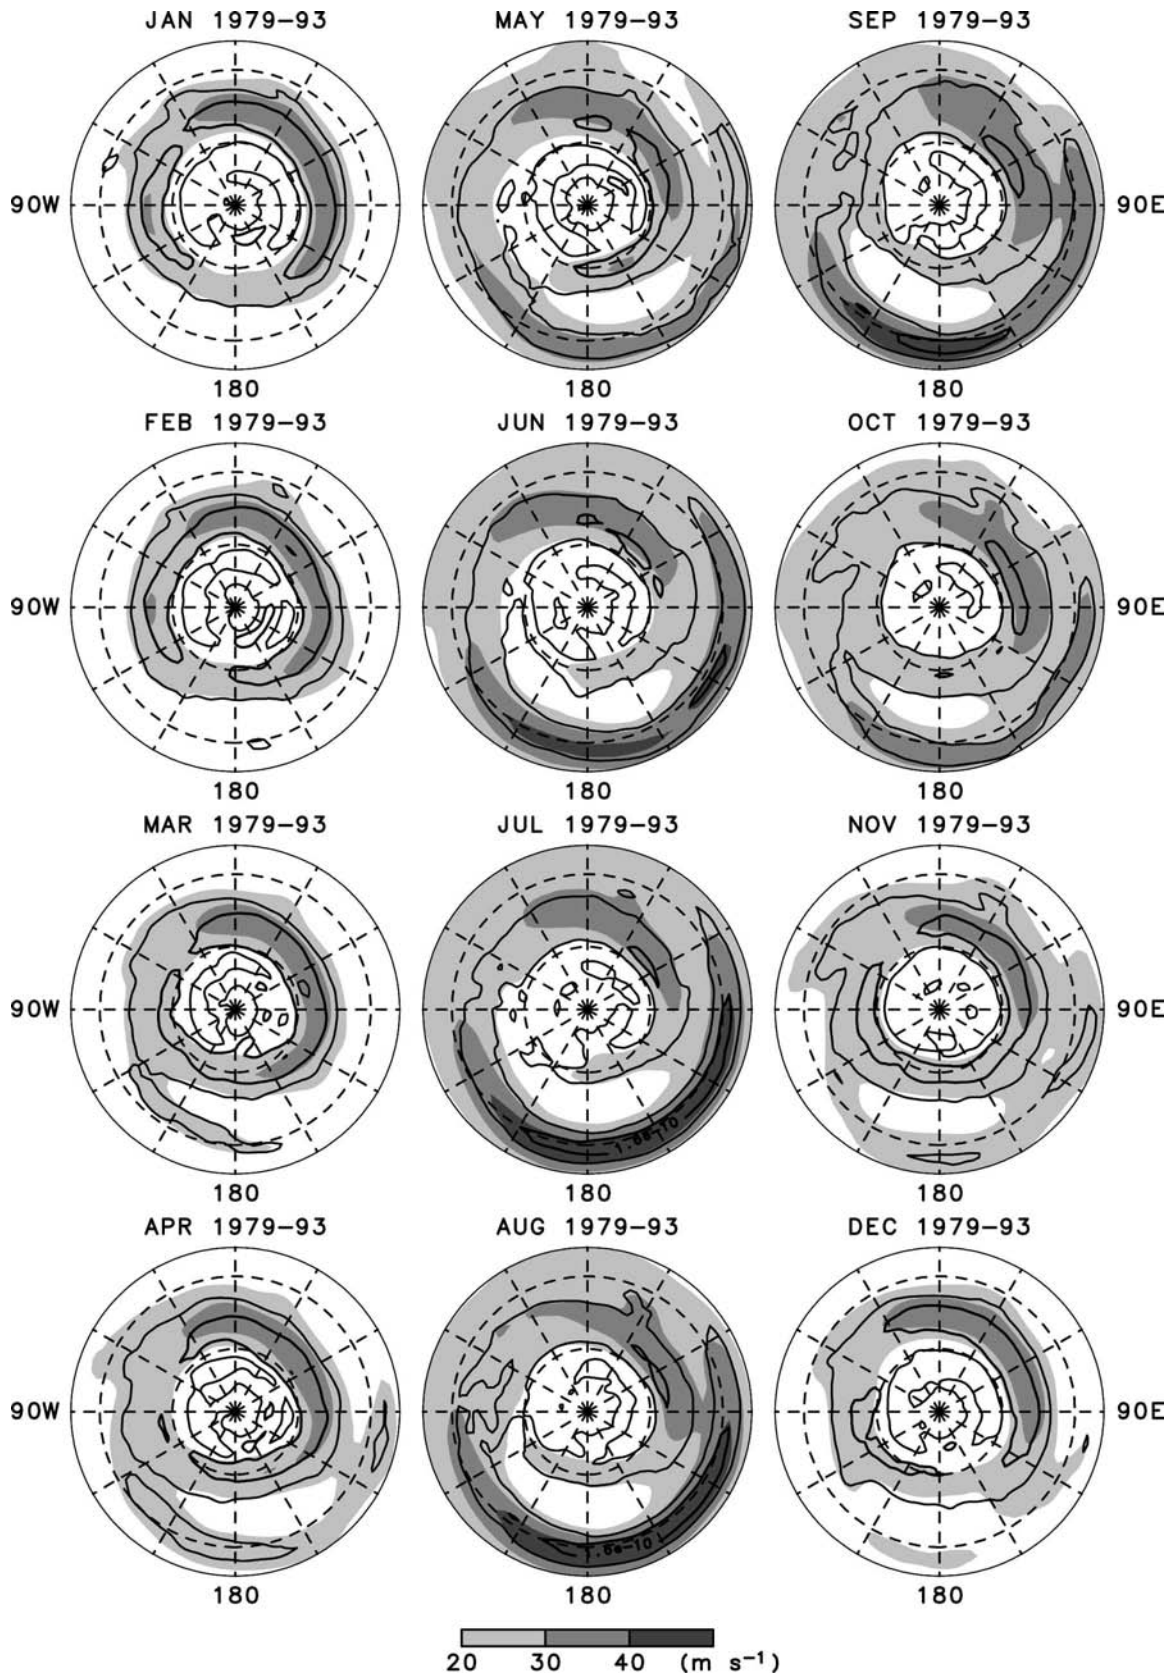 JAN 1979-93 MAY 1979-93 SEP 1979-93
90W 90E
180 180 180
FEB 1979-93 JUN 1979-93 OCT 1979-93
90W 90E
180 180 180
MAR 1979-93 JUL 1979-93 NOV 1979-93
90W 90E
180 180 180
APR 1979-93 AUG 1979-93 DEC 1979-93
90W 90E
180 180 180
20 30 40 (m s⁻¹)